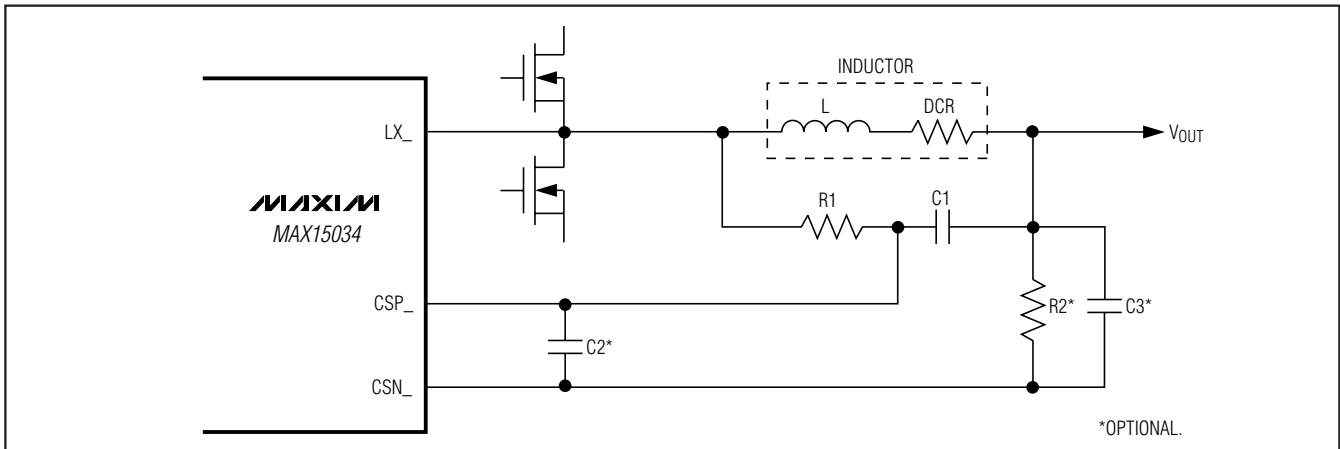 INDUCTOR
L DCR
LX_
VOUT
MAXIM
MAX15034
R1 C1
CSP_
R2* C3*
C2*
CSN_
*OPTIONAL.